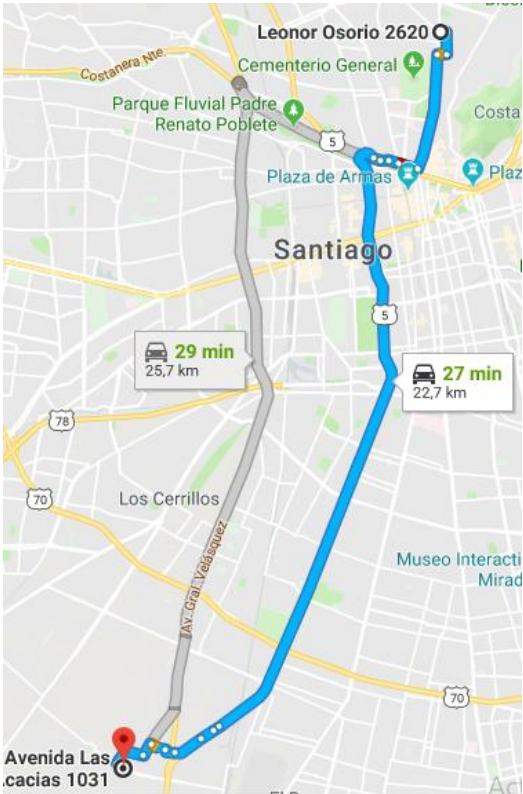 Leonor Osorio 2620
Costanera Nte.
Cementerio General
Parque Fluvial Padre
Renato Poblete
Costa
5
Plaza de Armas
Plaz
Santiago
5
29 min
25,7 km
27 min
22,7 km
78
70
Los Cerrillos
Av. Gral. Velásquez
Museo Interacti
Mirad
70
Avenida Las
cacias 1031